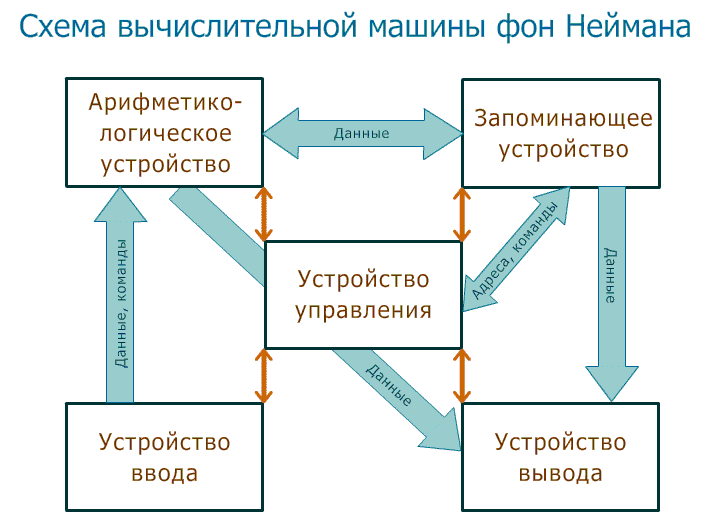 Схема вычислительной машины фон Неймана
Арифметико-
логическое
устройство
Данные
Запоминающее
устройство
Данные, команды
Устройство
управления
Адреса, команды
Данные
Данные
Устройство
ввода
Устройство
вывода